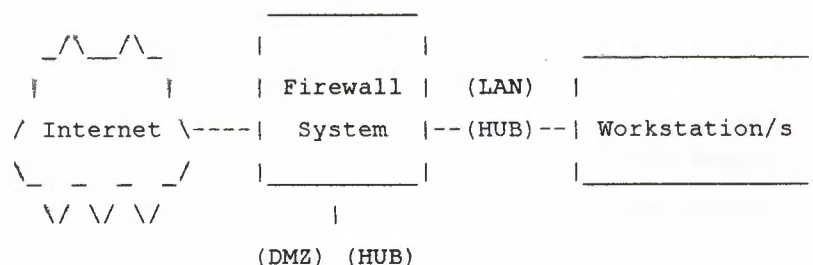 Firewall (LAN)
Internet System (HUB) Workstation/s
(DMZ) (HUB)